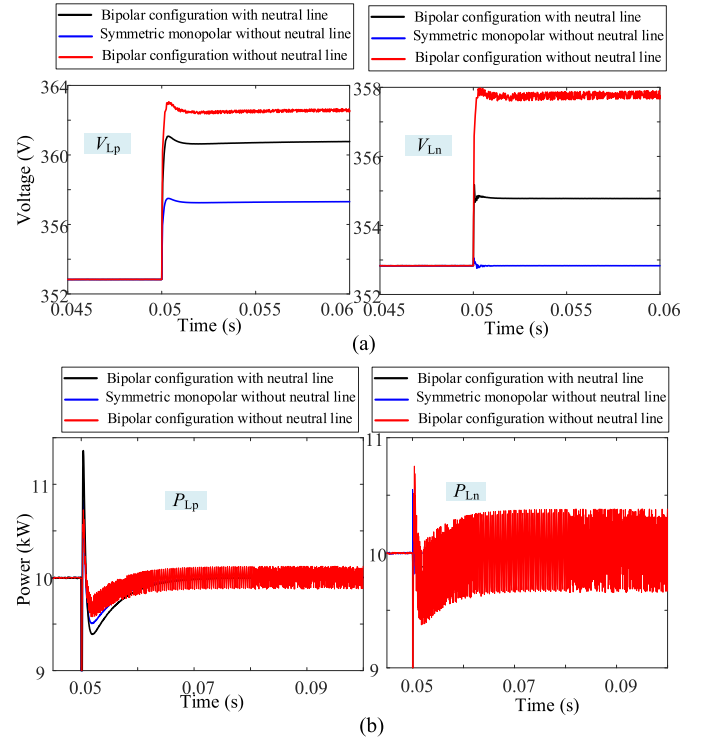 Bipolar configuration with neutral line
Symmetric monopolar without neutral line
Bipolar configuration without neutral line
Bipolar configuration with neutral line
Symmetric monopolar without neutral line
Bipolar configuration without neutral line
Voltage (V)
364
360
356
352
VLp
0.045
0.05
0.055
0.06
Time (s)
358
356
354
352
VLn
0.045
0.05
0.055
0.06
Time (s)
(a)
Bipolar configuration with neutral line
Symmetric monopolar without neutral line
Bipolar configuration without neutral line
Bipolar configuration with neutral line
Symmetric monopolar without neutral line
Bipolar configuration without neutral line
Power (kW)
11
10
9
PLp
0.05
0.07
0.09
Time (s)
11
10
9
PLn
0.05
0.07
0.09
Time (s)
(b)